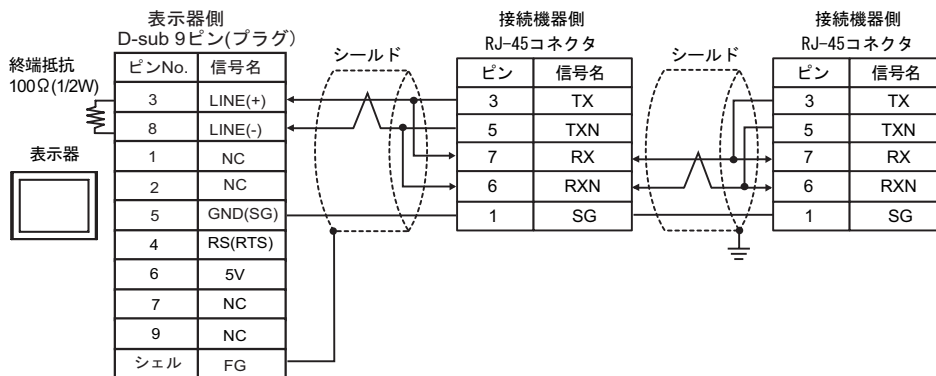 表示器側
D-sub 9ピン(プラグ)
終端抵抗
100Ω(1/2W)
表示器
ピンNo. 信号名
3 LINE(+)
8 LINE(-)
1 NC
2 NC
5 GND(SG)
4 RS(RTS)
6 5V
7 NC
9 NC
シェル FG
シールド
接続機器側
RJ-45コネクタ
ピン 信号名
3 TX
5 TXN
7 RX
6 RXN
1 SG
シールド
接続機器側
RJ-45コネクタ
ピン 信号名
3 TX
5 TXN
7 RX
6 RXN
1 SG